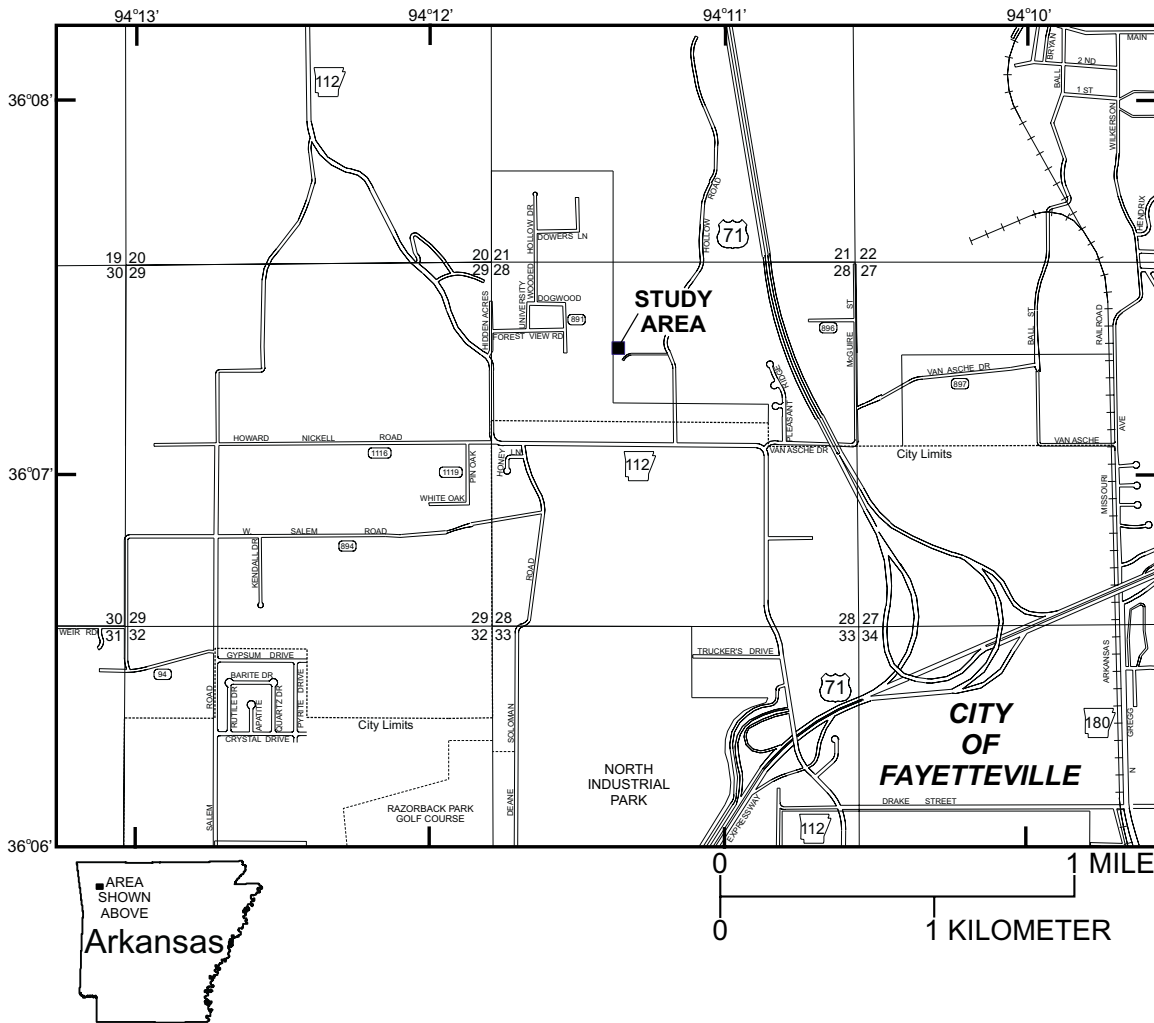 94°13'
94°12'
94°11'
94°10'
MAIN
BRYAN
2 ND
BALL
1 ST
112
36°08'
WILKERSON
HENDRIX
HOLLOW
ROAD
71
WOODED HOLLOW DR
DOWERS LN
19 20
30 29
20 21
29 28
21 22
28 27
HIDDEN ACRES
UNIVERSITY
DOGWOOD
891
FOREST VIEW RD
STUDY
AREA
ST
McGUIRE
896
BALL ST
RAILROAD
PLEASANT RIDGE
VAN ASCHE DR
897
HOWARD NICKELL ROAD
1116
1119
PIN OAK
HONEY LN
WHITE OAK
112
VAN ASCHE DR
City Limits
VAN ASCHE
AVE
MISSOURI
36°07'
W. SALEM ROAD
894
KENDALL DR
ROAD
30 29
31 32
29 28
32 33
28 27
33 34
WEIR RD
94
GYPSUM DRIVE
BARITE DR
RUTILE DR
APATITE
QUARTZ DR
PYRITE DRIVE
CRYSTAL DRIVE
ROAD
SALEM
City Limits
RAZORBACK PARK
GOLF COURSE
DEANE SOLOMAN
NORTH
INDUSTRIAL
PARK
TRUCKER'S DRIVE
71
EXPRESSWAY
CITY
OF
FAYETTEVILLE
ARKANSAS
180
N GREGG
DRAKE STREET
112
36°06'
0 1 MILE
0 1 KILOMETER
AREA
SHOWN
ABOVE
Arkansas